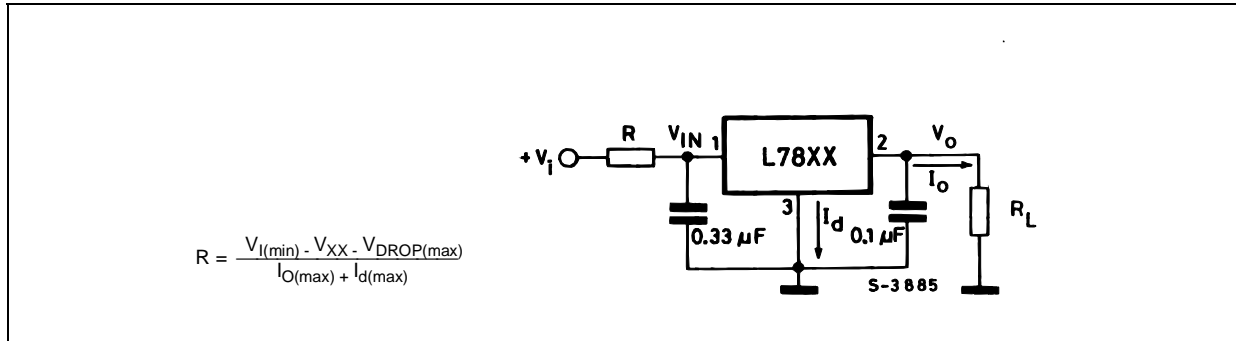 R = V_I(min) - V_XX - V_DROP(max)
I_O(max) + I_d(max)
+ V_i
R
V_IN
1
L78XX
2
V_o
I_o
3
I_d
R_L
0.33 µF
0.1 µF
S-3885